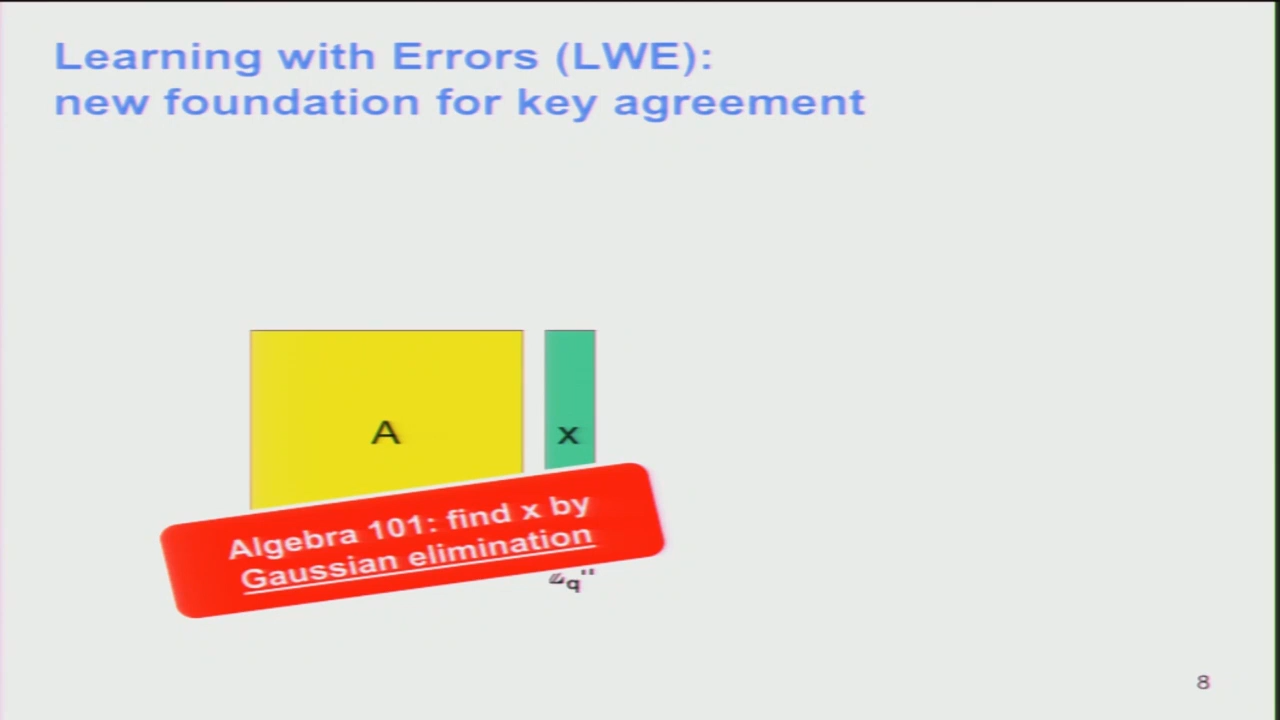 Learning with Errors (LWE):
new foundation for key agreement
A
x
Algebra 101: find x by
Gaussian elimination
“q”
8